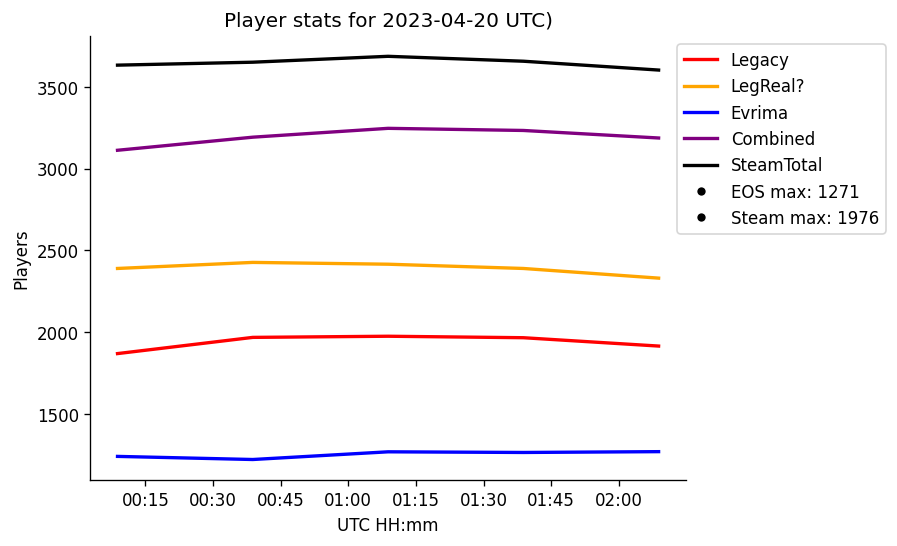 Player stats for 2023-04-20 UTC)
Legacy
LegReal?
Evrima
Combined
SteamTotal
EOS max: 1271
Steam max: 1976
Players
3500
3000
2500
2000
1500
00:15 00:30 00:45 01:00 01:15 01:30 01:45 02:00
UTC HH:mm